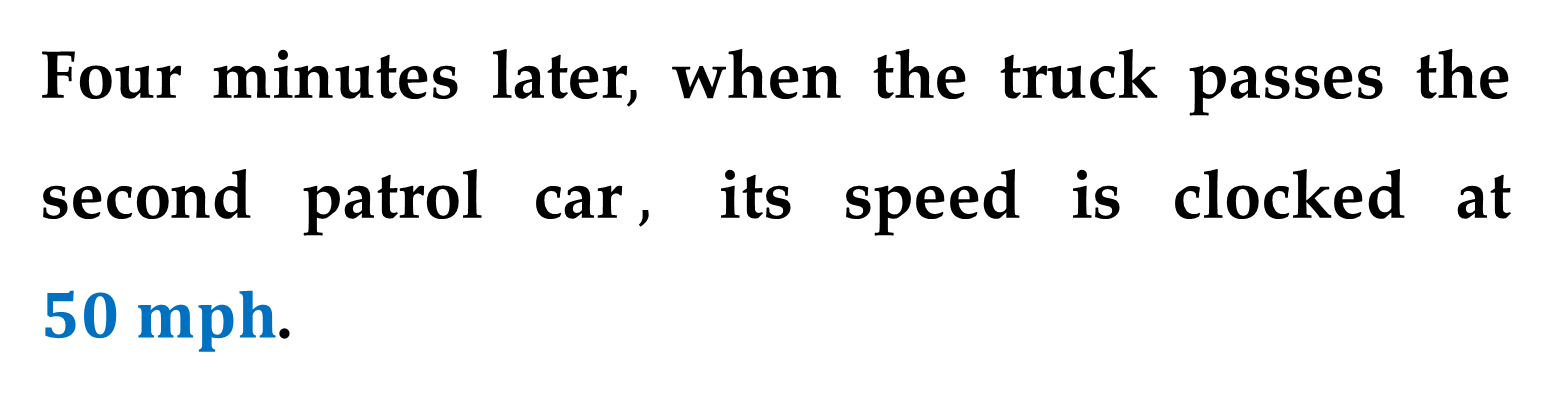 Four minutes later, when the truck passes the
second patrol car, its speed is clocked at
50 mph.